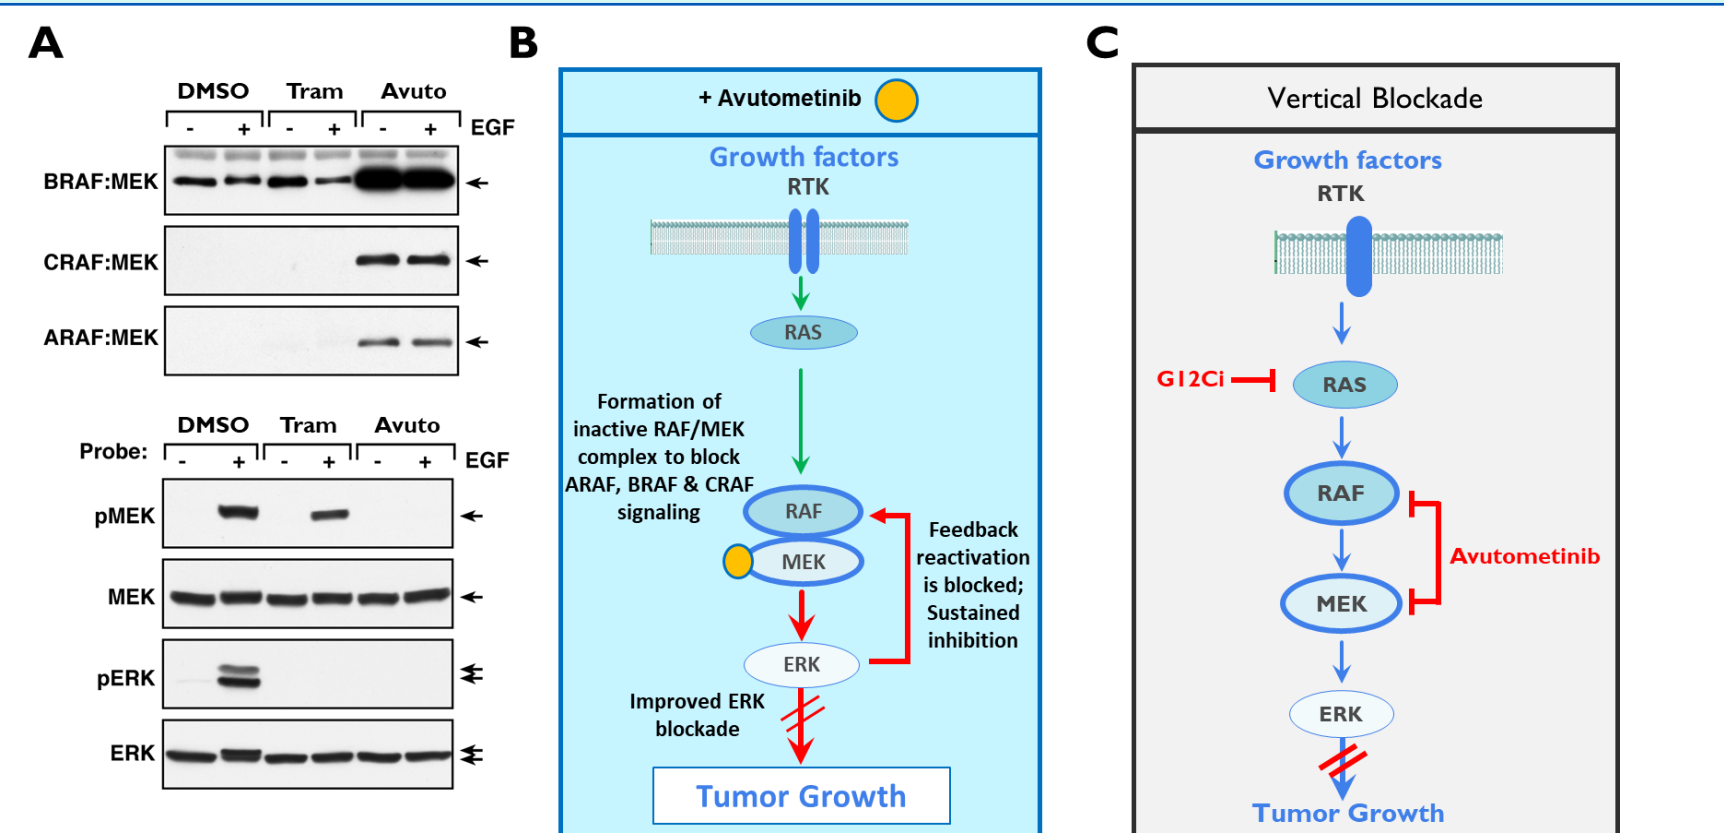 A
DMSO Tram Avuto
- + - + - + EGF
BRAF:MEK
CRAF:MEK
ARAF:MEK
DMSO Tram Avuto
Probe:
- + - + - + EGF
pMEK
MEK
pERK
ERK
B
+ Avutometinib
Growth factors
RTK
RAS
Formation of
inactive RAF/MEK
complex to block
ARAF, BRAF & CRAF
signaling
RAF
MEK
Feedback
reactivation
is blocked;
Sustained
inhibition
ERK
Improved ERK
blockade
Tumor Growth
C
Vertical Blockade
Growth factors
RTK
G12Ci
RAS
RAF
Avutometinib
MEK
ERK
Tumor Growth